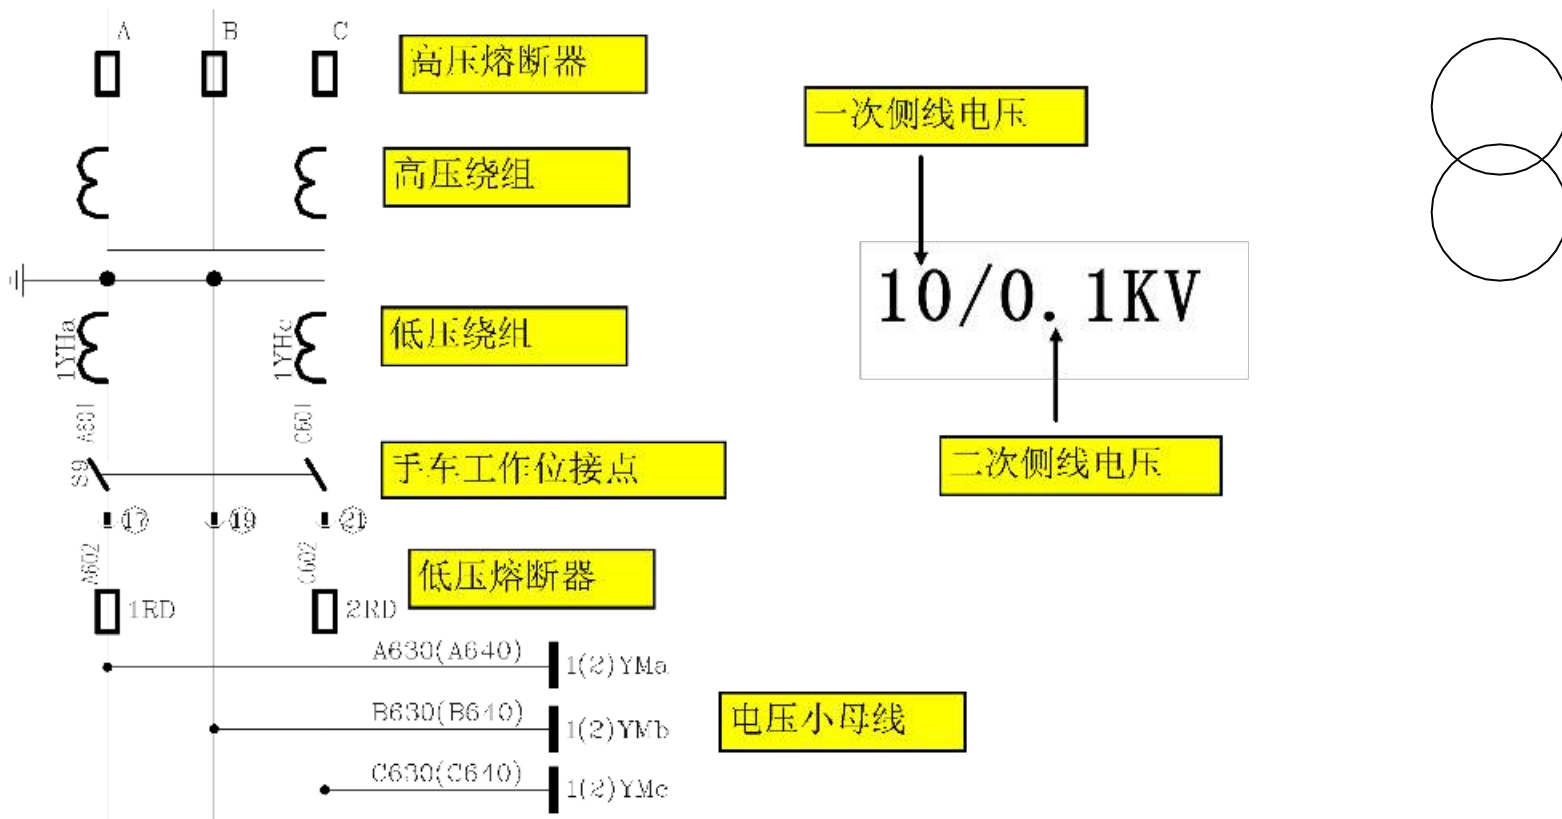 A B C
高压熔断器
一次侧线电压
高压绕组
10/0.1KV
1YHa
1YHc
低压绕组
A601
C601
二次侧线电压
S9
手车工作位接点
17 19 21
A602
C602
低压熔断器
1RD
2RD
A630(A640)
1(2)YMa
B630(B640)
1(2)YMb
电压小母线
C630(C640)
1(2)YMc